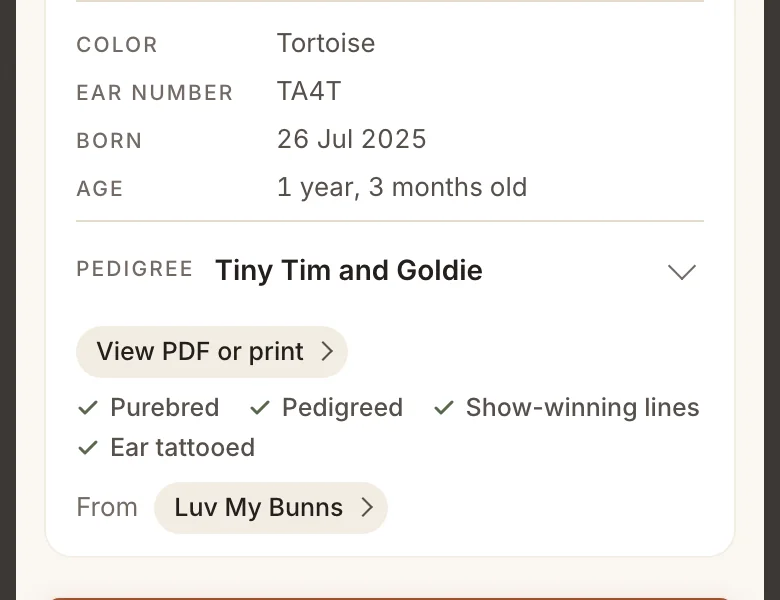 COLOR Tortoise
EAR NUMBER TA4T
BORN 26 Jul 2025
AGE 1 year, 3 months old
PEDIGREE Tiny Tim and Goldie
View PDF or print
Purebred Pedigreed Show-winning lines
Ear tattooed
From Luv My Bunns